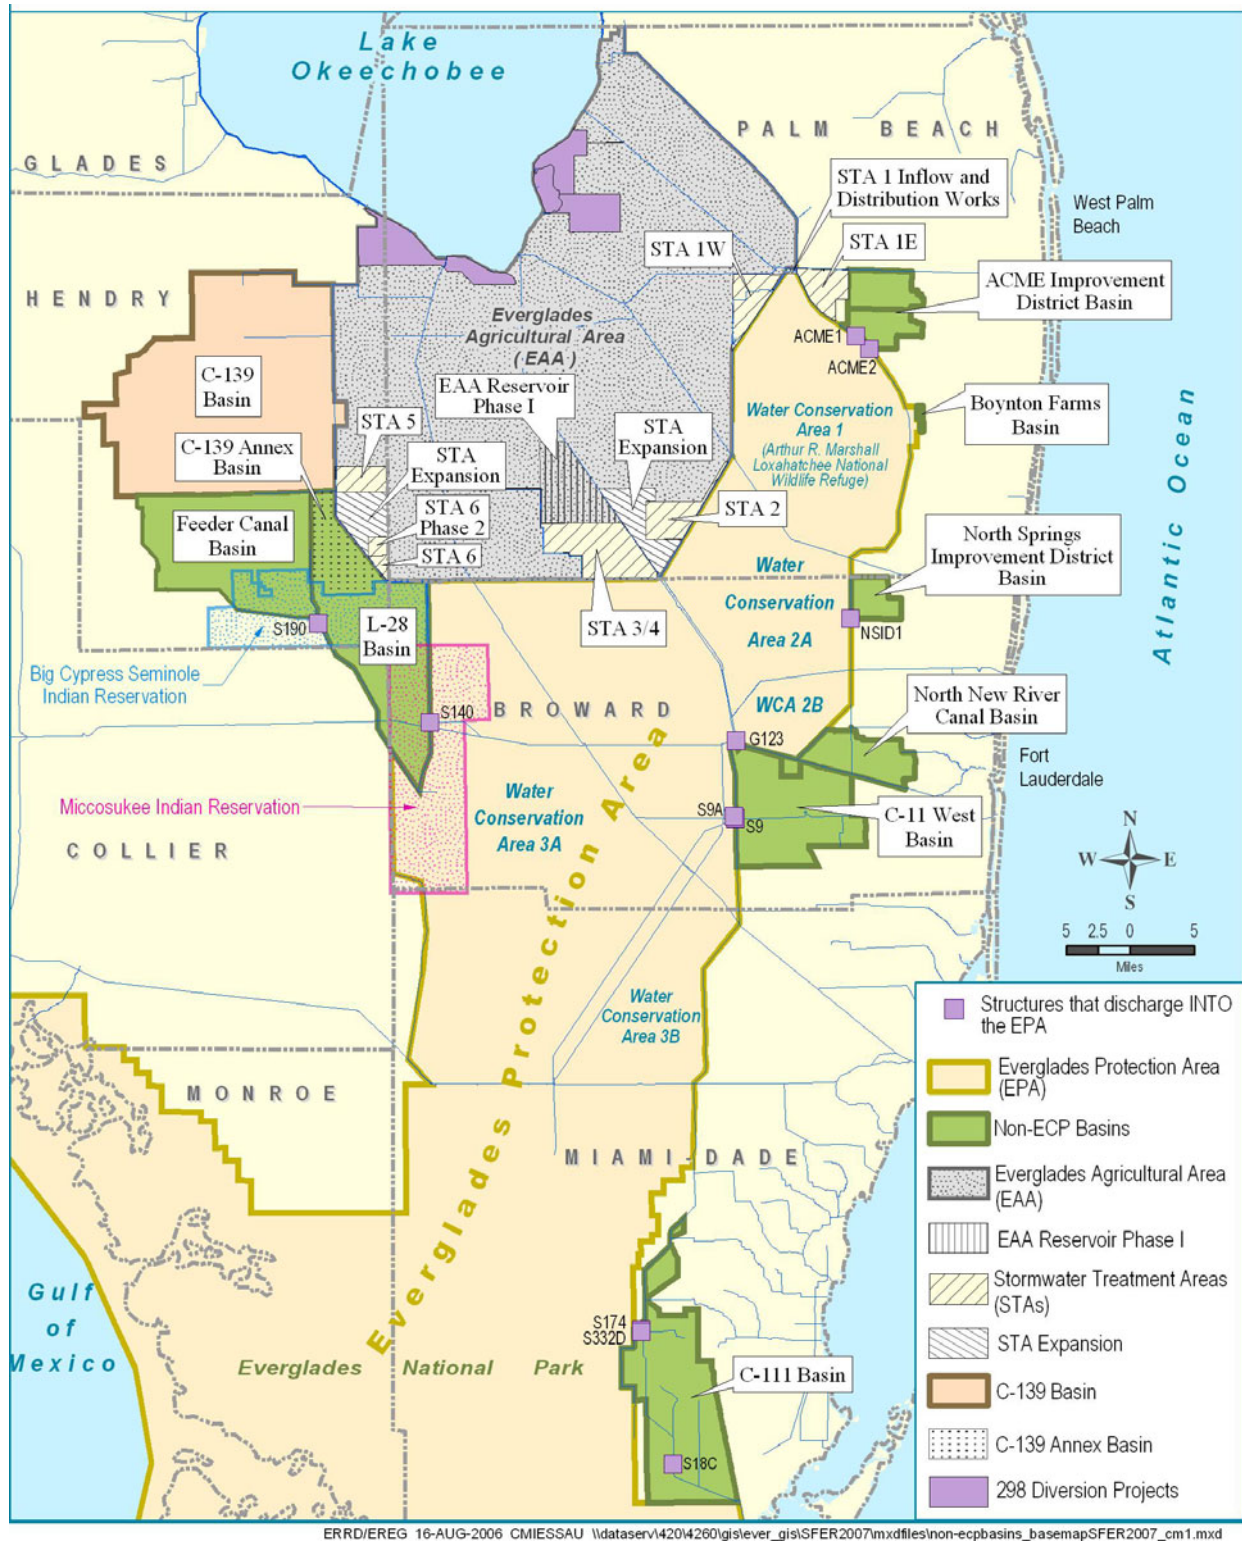 Lake
Okeechobee
PALM BEACH
GLADES
STA 1 Inflow and
Distribution Works
West Palm
Beach
STA 1W
STA 1E
HENDRY
ACME Improvement
District Basin
Everglades
Agricultural Area
(EAA)
ACME1
ACME2
C-139
Basin
EAA Reservoir
Phase I
Boynton Farms
Basin
Water Conservation
Area 1
(Arthur R. Marshall
Loxahatchee National
Wildlife Refuge)
STA 5
STA
Expansion
C-139 Annex
Basin
STA
Expansion
STA 2
STA 6
Phase 2
Feeder Canal
Basin
STA 6
North Springs
Improvement District
Basin
Water
Conservation
Area 2A
Atlantic Ocean
S190
L-28
Basin
STA 3/4
NSID1
Big Cypress Seminole
Indian Reservation
North New River
Canal Basin
S140
BROWARD
WCA 2B
G123
Fort
Lauderdale
Miccosukee Indian Reservation
Water
Conservation
Area 3A
S9A
S9
C-11 West
Basin
COLLIER
N
W E
S
5 2.5 0 5
Miles
Everglades Protection Area
Water
Conservation
Area 3B
MONROE
MIAMI-DADE
Gulf
of
Mexico
S174
S332D
Everglades National Park
C-111 Basin
S18C
Structures that discharge INTO
the EPA
Everglades Protection Area
(EPA)
Non-ECP Basins
Everglades Agricultural Area
(EAA)
EAA Reservoir Phase I
Stormwater Treatment Areas
(STAs)
STA Expansion
C-139 Basin
C-139 Annex Basin
298 Diversion Projects
ERRD/EREG 16-AUG-2006 CMIESSAU \\dataserv\420\4260\gis\ever_gis\SFER2007\mxdfiles\non-ecpbasins_basemapSFER2007_cm1.mxd